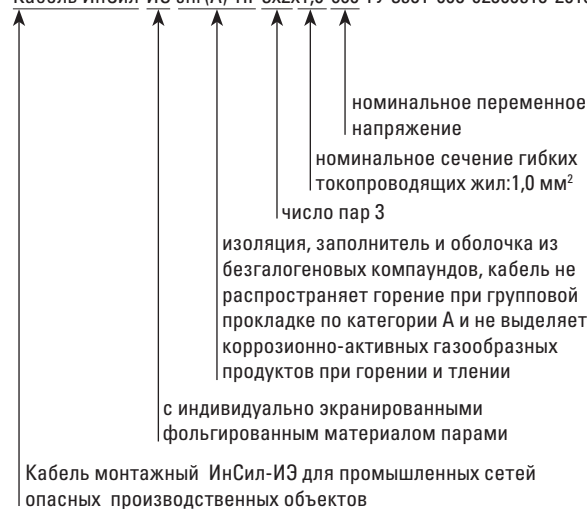 номинальное переменное
напряжение
номинальное сечение гибких
токопроводящих жил:1,0 мм²
число пар 3
изоляция, заполнитель и оболочка из
безгалогеновых компаундов, кабель не
распространяет горение при групповой
прокладке по категории А и не выделяет
коррозионно-активных газообразных
продуктов при горении и тлении
с индивидуально экранированными
фольгированным материалом парами
Кабель монтажный ИнСил-ИЭ для промышленных сетей
опасных производственных объектов